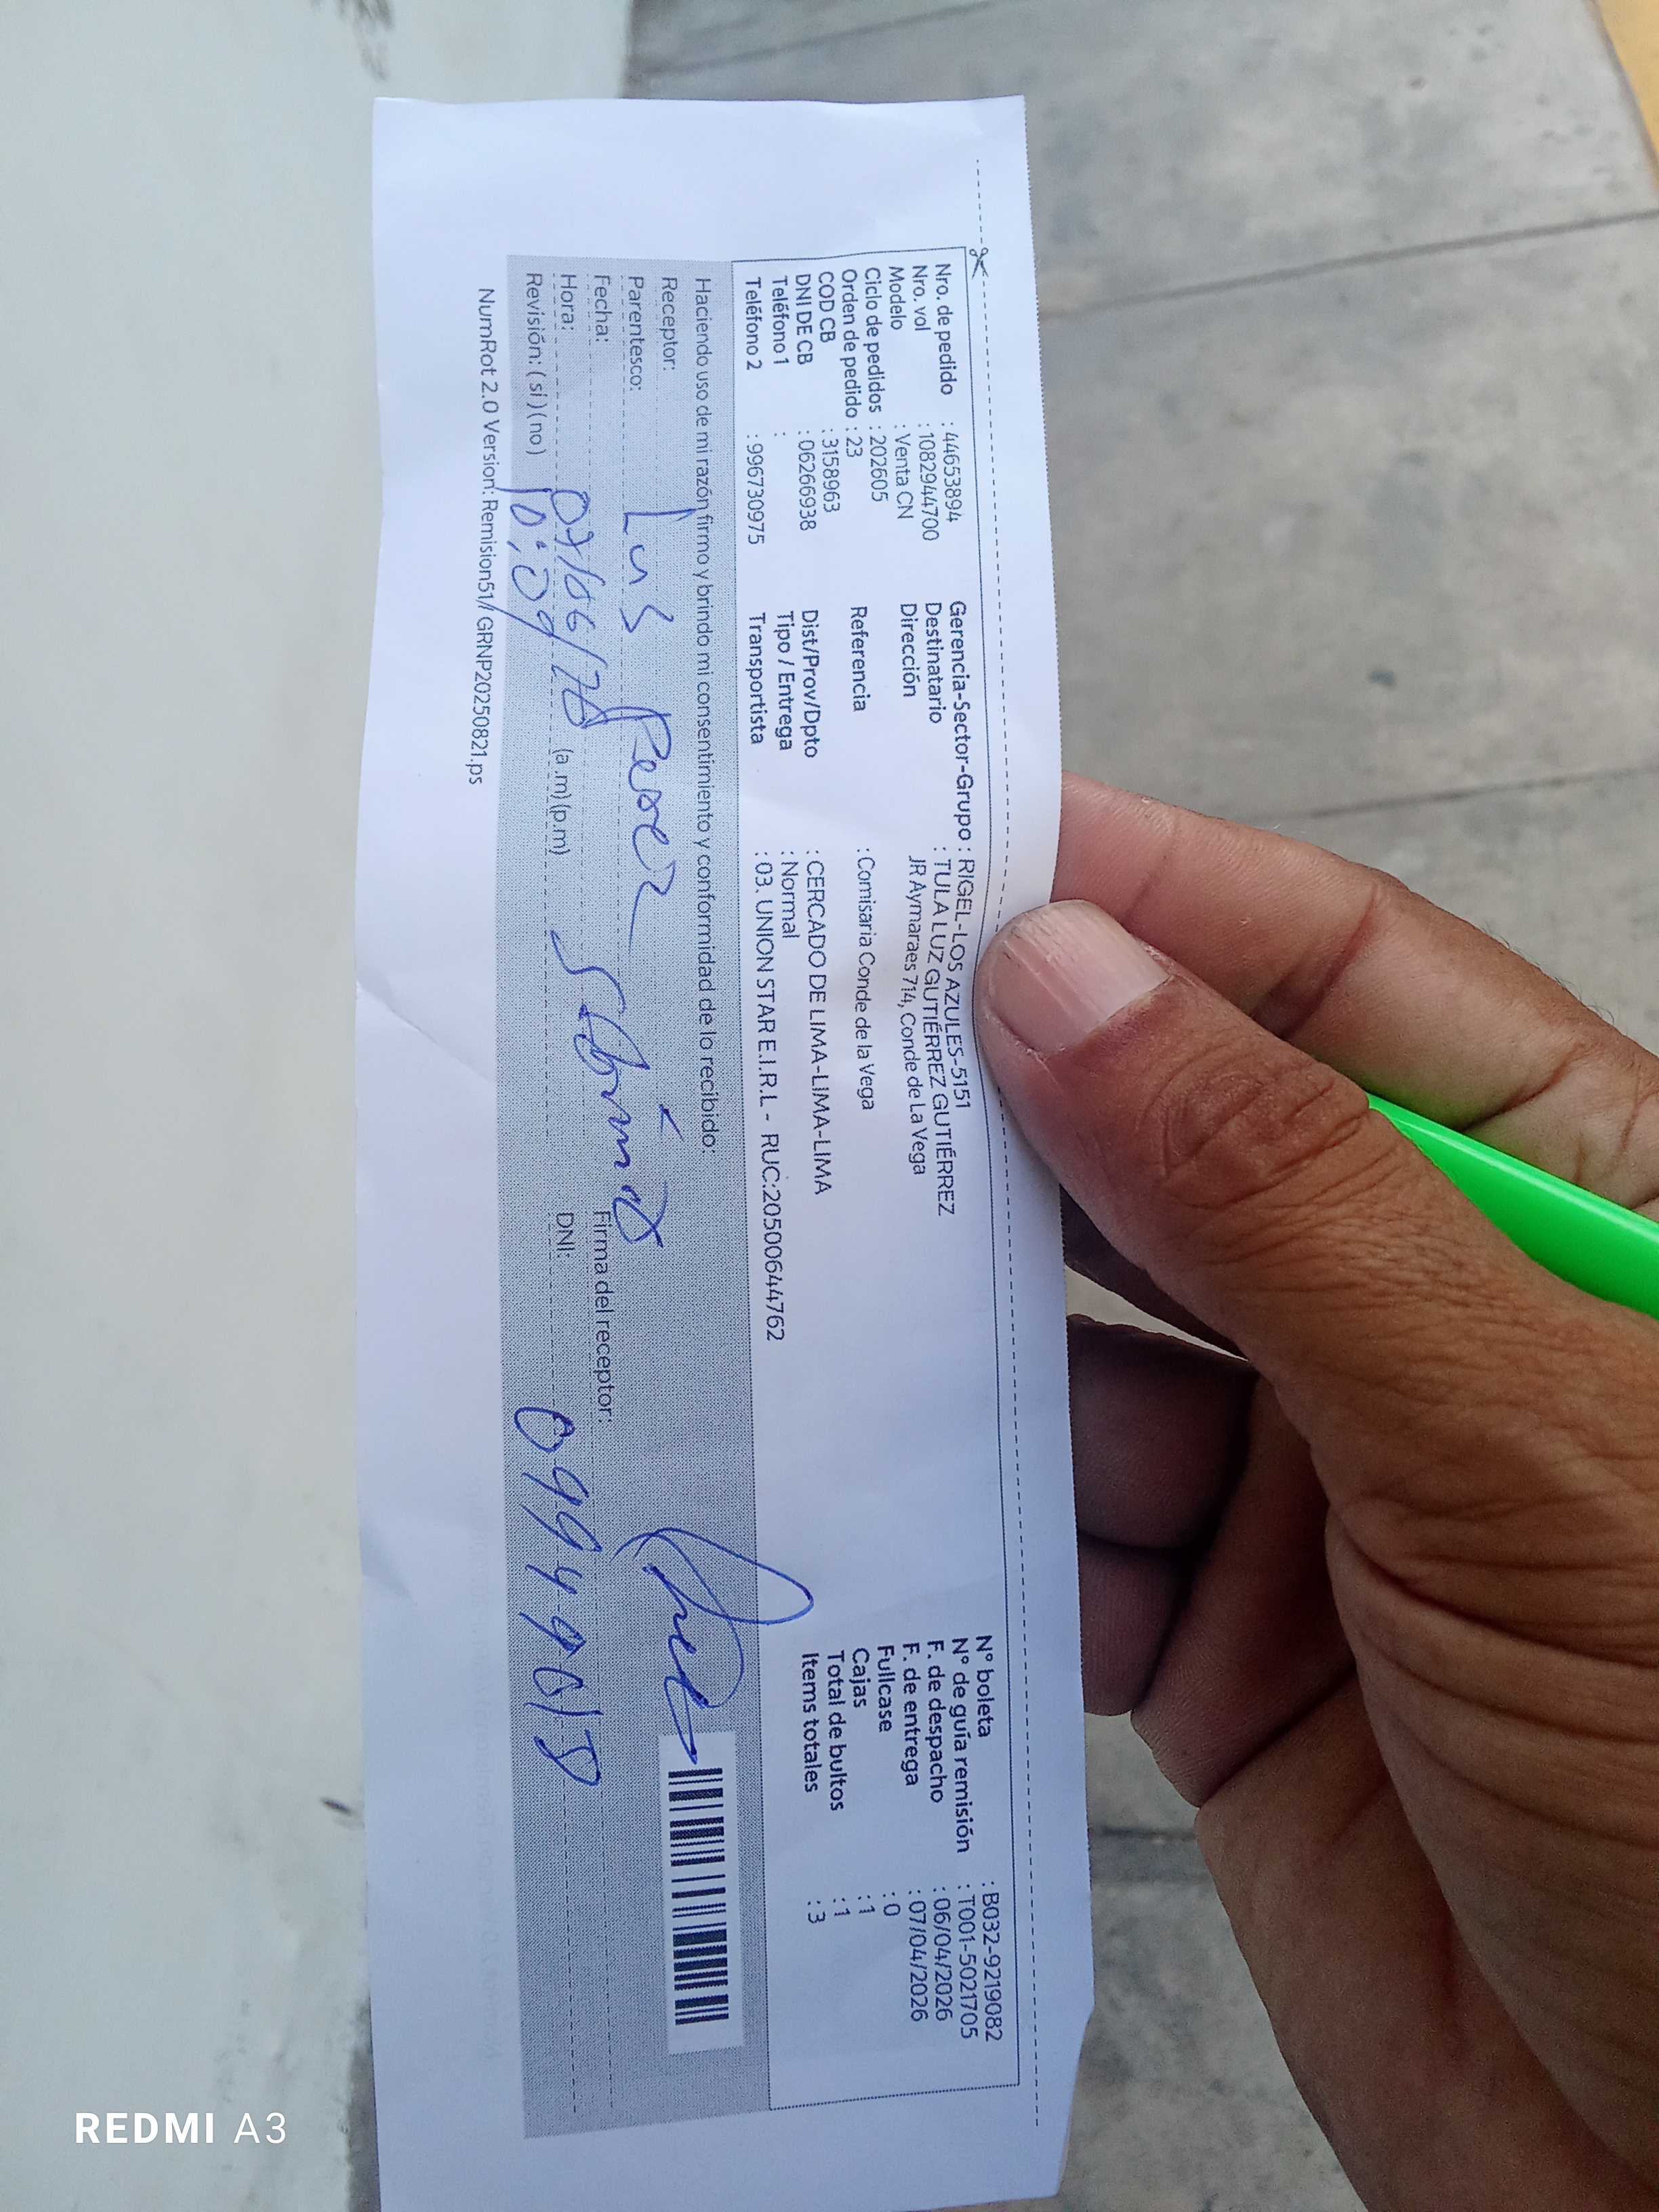 Nro. de pedido : 44653894
Nro. vol : 1082944700
Modelo : Venta CN
Ciclo de pedidos : 202605
Orden de pedido : 23
COD CB : 3158963
DNI DE CB : 06266938
Teléfono 1 :
Teléfono 2 : 996730975
Gerencia-Sector-Grupo : RIGEL-LOS AZULES-5151
Destinatario : TULA LUZ GUTIÉRREZ GUTIÉRREZ
Dirección JR Aymaraes 714, Conde de La Vega
Referencia : Comisaria Conde de la Vega
Dist/Prov/Dpto : CERCADO DE LIMA-LIMA-LIMA
Tipo / Entrega : Normal
Transportista : 03. UNION STAR E.I.R.L - RUC:20500644762
N° boleta : B032-9219082
N° de guía remisión : T001-5021705
F. de despacho : 06/04/2026
F. de entrega : 07/04/2026
Fullcase : 0
Cajas : 1
Total de bultos : 1
Items totales : 3
Haciendo uso de mi razón firmo y brindo mi consentimiento y conformidad de lo recibido:
Receptor:
Parentesco: Luis
Fecha:
Firma del receptor:
Hora: (a.m) (p.m)
DNI:
Revisión: ( sí ) ( no ) 10:09
NumRot 2.0 Version: Remision51/ GRNP20250821.ps
REDMI A3